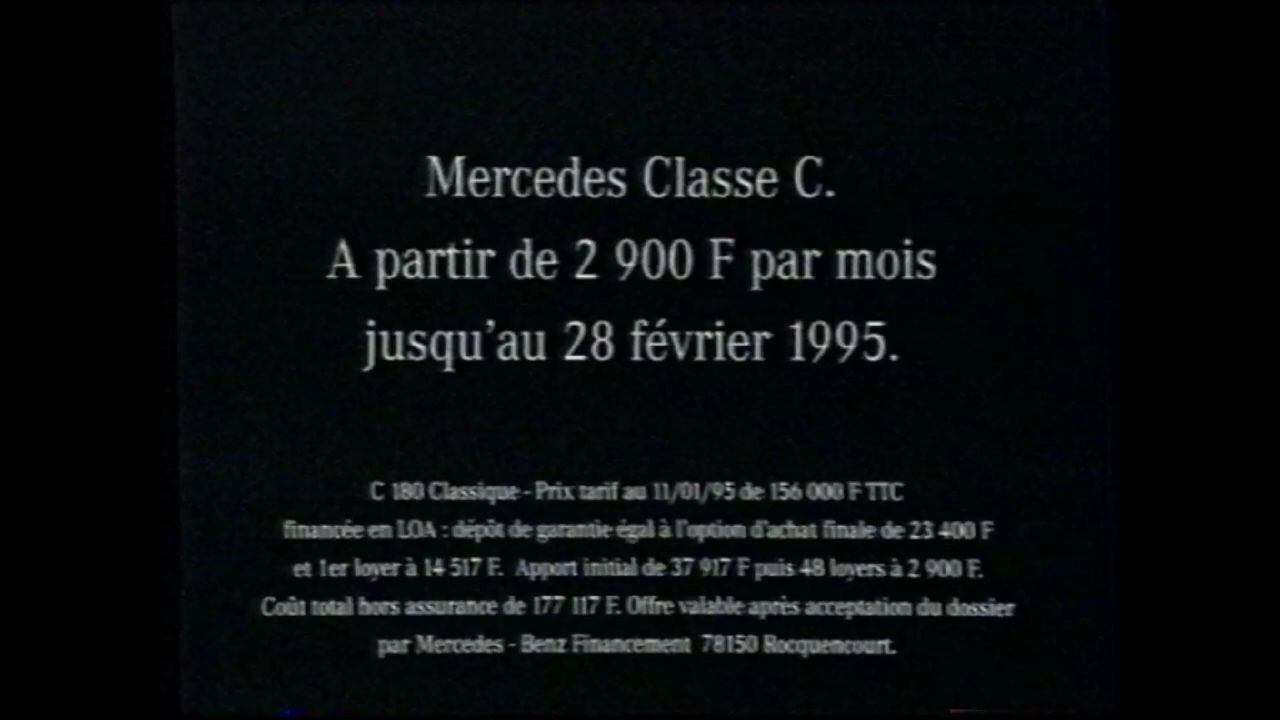 Mercedes Classe C.
A partir de 2 900 F par mois
jusqu'au 28 février 1995.
C 180 Classique - Prix tarif au 11/01/95 de 156 000 F TTC
financée en LOA : dépôt de garantie égal à l'option d'achat finale de 23 400 F
et 1er loyer à 14 517 F. Apport initial de 37 917 F puis 48 loyers à 2 900 F.
Coût total hors assurance de 177 117 F. Offre valable après acceptation du dossier
par Mercedes - Benz Financement 78150 Rocquencourt.